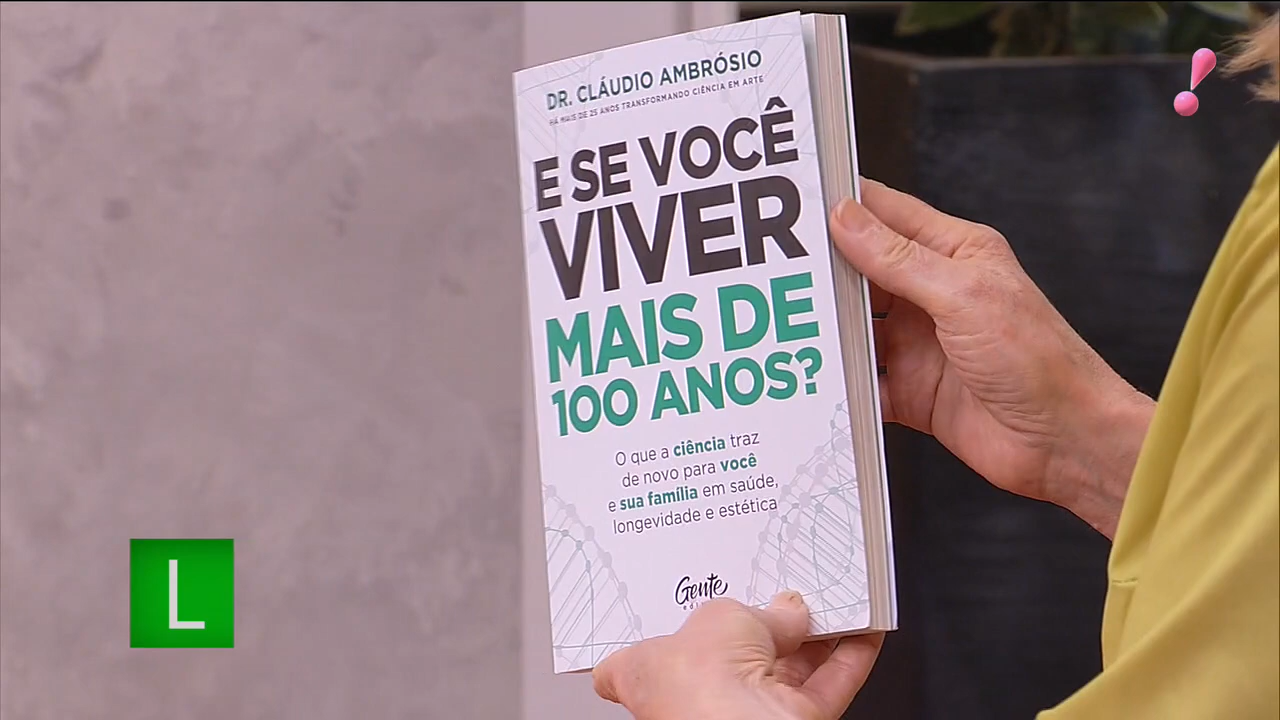 DR. CLÁUDIO AMBRÓSIO
HÁ MAIS DE 25 ANOS TRANSFORMANDO CIÊNCIA EM ARTE
E SE VOCÊ
VIVER
MAIS DE
100 ANOS?
O que a ciência traz
de novo para você
e sua família em saúde,
longevidade e estética
Gente
L